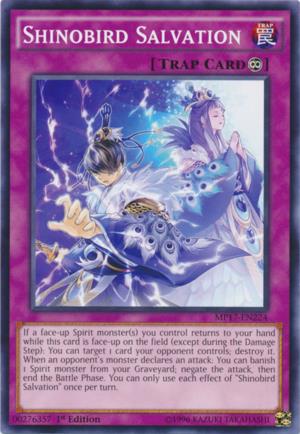 SHINOBIRD SALVATION
TRAP
罠
[TRAP CARD∞]
MP17-EN224
If a face-up Spirit monster(s) you control returns to your hand
while this card is face-up on the field (except during the Damage
Step): You can target 1 card your opponent controls; destroy it.
When an opponent's monster declares an attack: You can banish
1 Spirit monster from your Graveyard; negate the attack, then
end the Battle Phase. You can only use each effect of "Shinobird
Salvation" once per turn.
00276357
1st Edition
©1996 KAZUKI TAKAHASHI